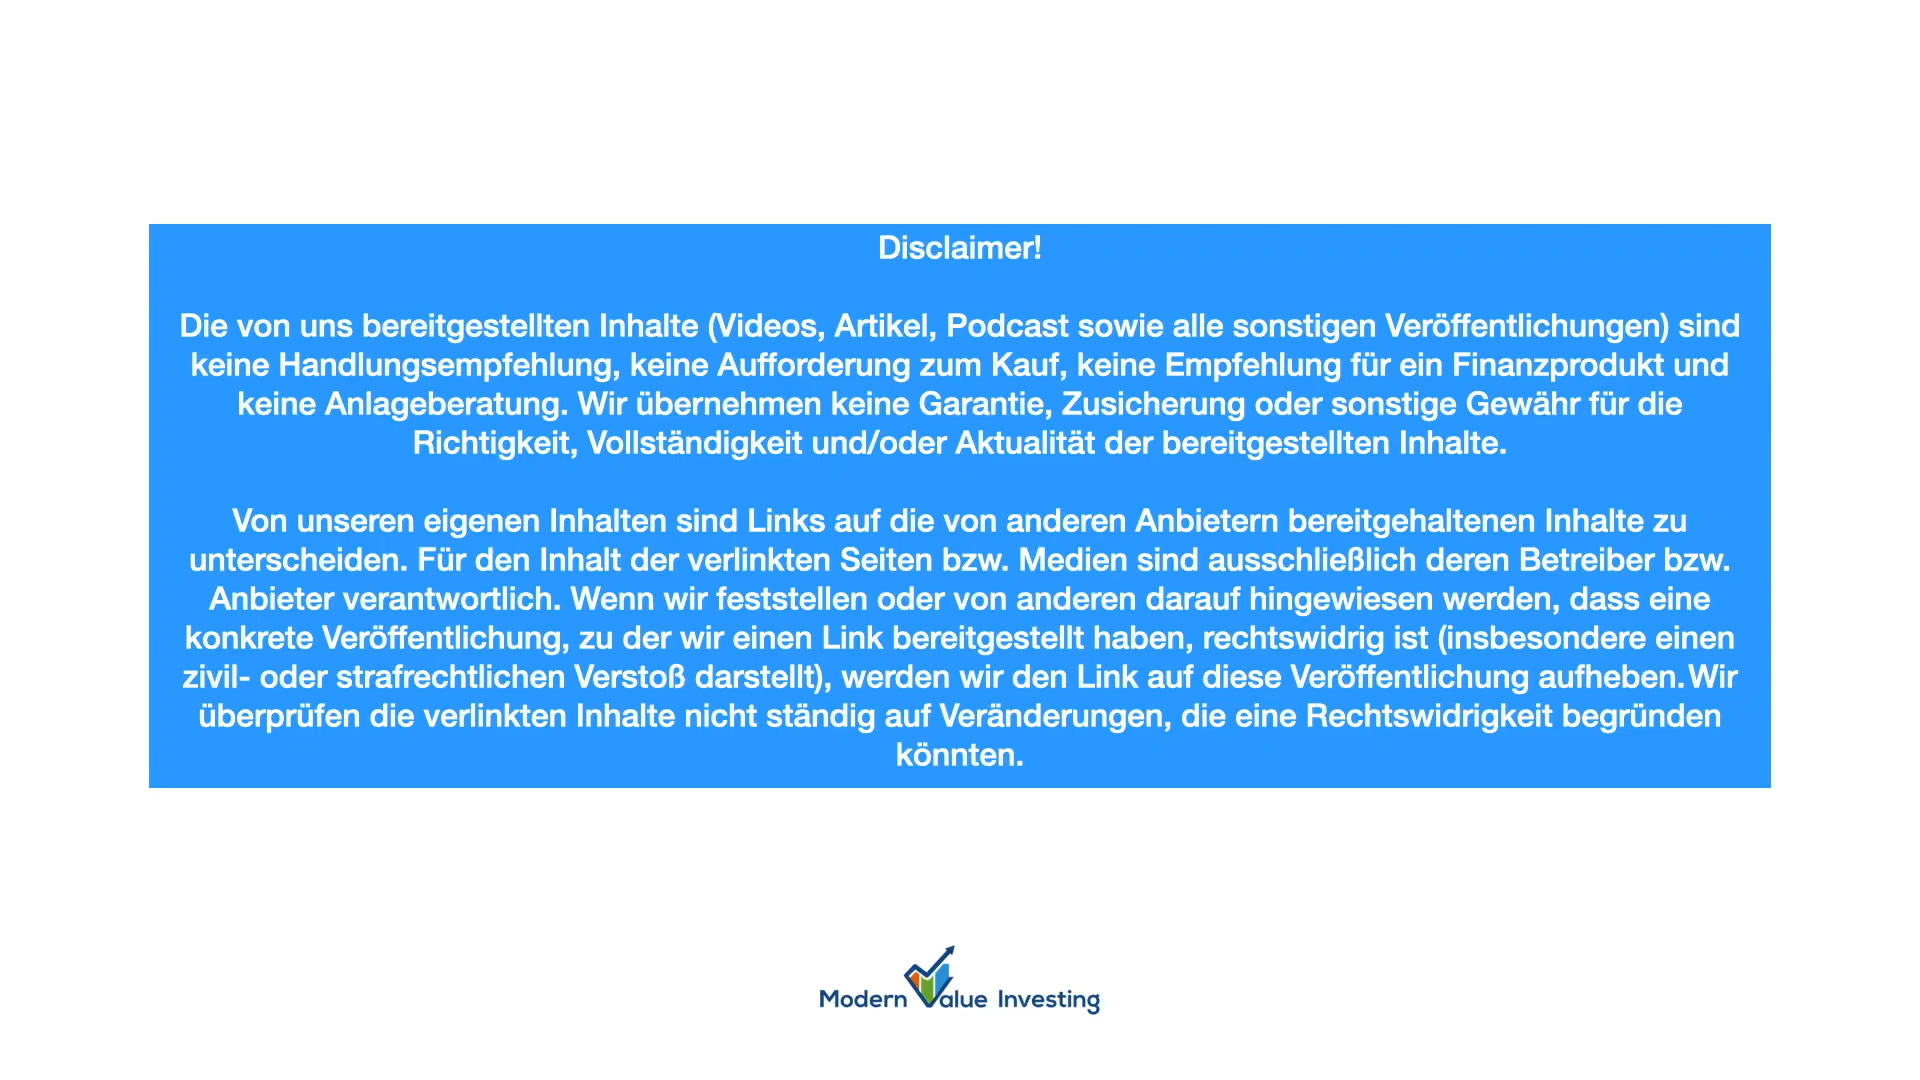 Disclaimer!
Die von uns bereitgestellten Inhalte (Videos, Artikel, Podcast sowie alle sonstigen Veröffentlichungen) sind
keine Handlungsempfehlung, keine Aufforderung zum Kauf, keine Empfehlung für ein Finanzprodukt und
keine Anlageberatung. Wir übernehmen keine Garantie, Zusicherung oder sonstige Gewähr für die
Richtigkeit, Vollständigkeit und/oder Aktualität der bereitgestellten Inhalte.
Von unseren eigenen Inhalten sind Links auf die von anderen Anbietern bereitgehaltenen Inhalte zu
unterscheiden. Für den Inhalt der verlinkten Seiten bzw. Medien sind ausschließlich deren Betreiber bzw.
Anbieter verantwortlich. Wenn wir feststellen oder von anderen darauf hingewiesen werden, dass eine
konkrete Veröffentlichung, zu der wir einen Link bereitgestellt haben, rechtswidrig ist (insbesondere einen
zivil- oder strafrechtlichen Verstoß darstellt), werden wir den Link auf diese Veröffentlichung aufheben. Wir
überprüfen die verlinkten Inhalte nicht ständig auf Veränderungen, die eine Rechtswidrigkeit begründen
könnten.
Modern Value Investing